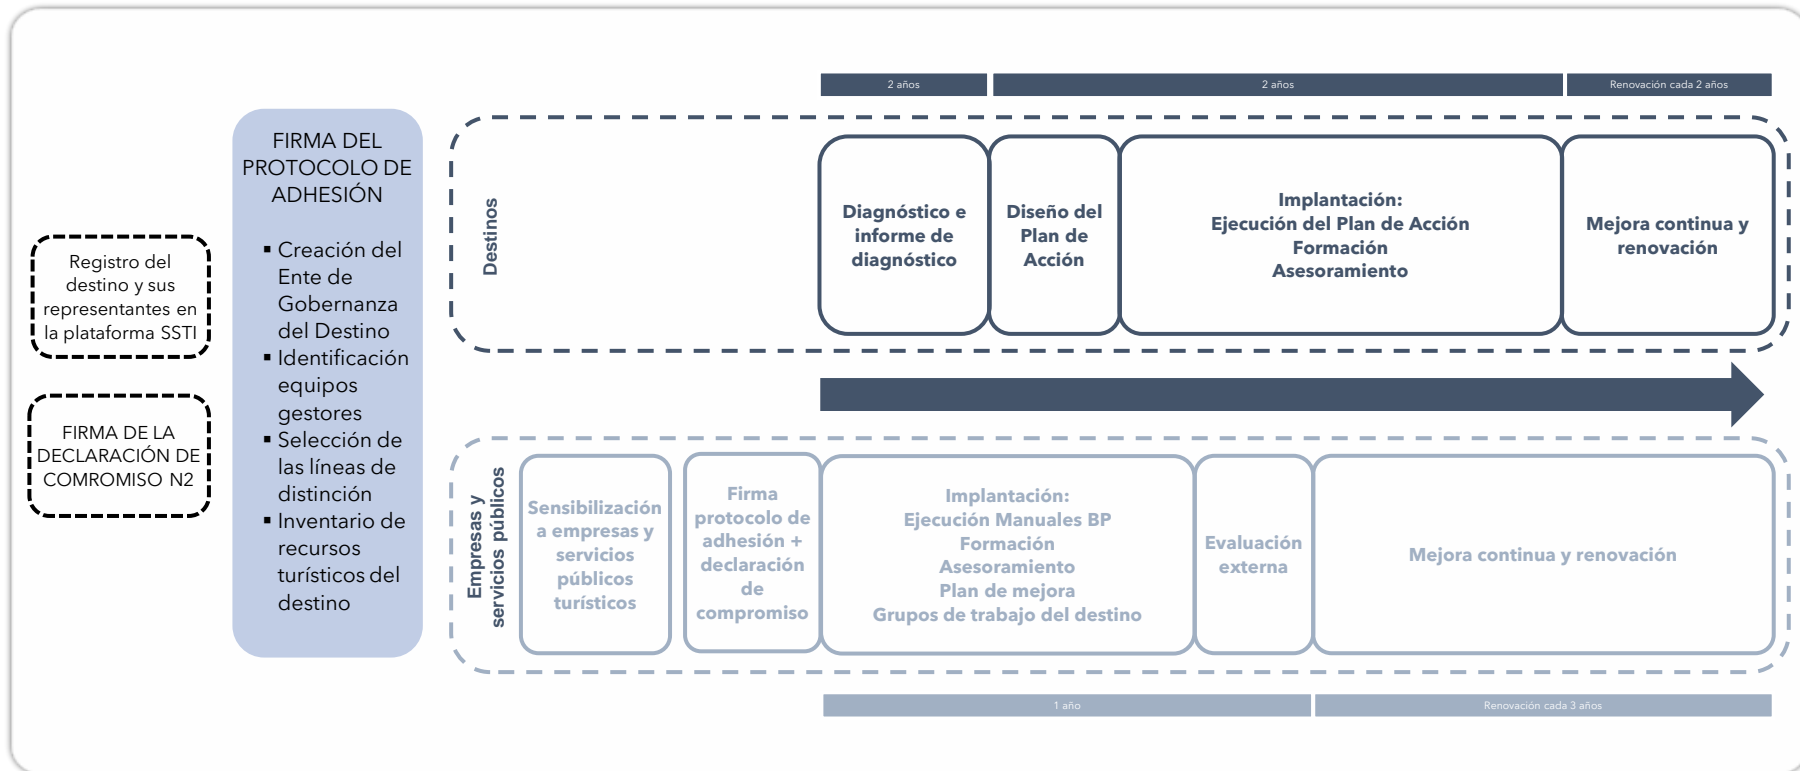 Registro del
destino y sus
representantes en
la plataforma SSTI
FIRMA DE LA
DECLARACIÓN DE
COMROMISO N2
FIRMA DEL
PROTOCOLO DE
ADHESIÓN
▪ Creación del
Ente de
Gobernanza
del Destino
▪ Identificación
equipos
gestores
▪ Selección de
las líneas de
distinción
▪ Inventario de
recursos
turísticos del
destino
2 años
2 años
Renovación cada 2 años
Destinos
Diagnóstico e
informe de
diagnóstico
Diseño del
Plan de
Acción
Implantación:
Ejecución del Plan de Acción
Formación
Asesoramiento
Mejora continua y
renovación
Empresas y
servicios públicos
Sensibilización
a empresas y
servicios
públicos
turísticos
Firma
protocolo de
adhesión +
declaración
de
compromiso
Implantación:
Ejecución Manuales BP
Formación
Asesoramiento
Plan de mejora
Grupos de trabajo del destino
Evaluación
externa
Mejora continua y renovación
1 año
Renovación cada 3 años